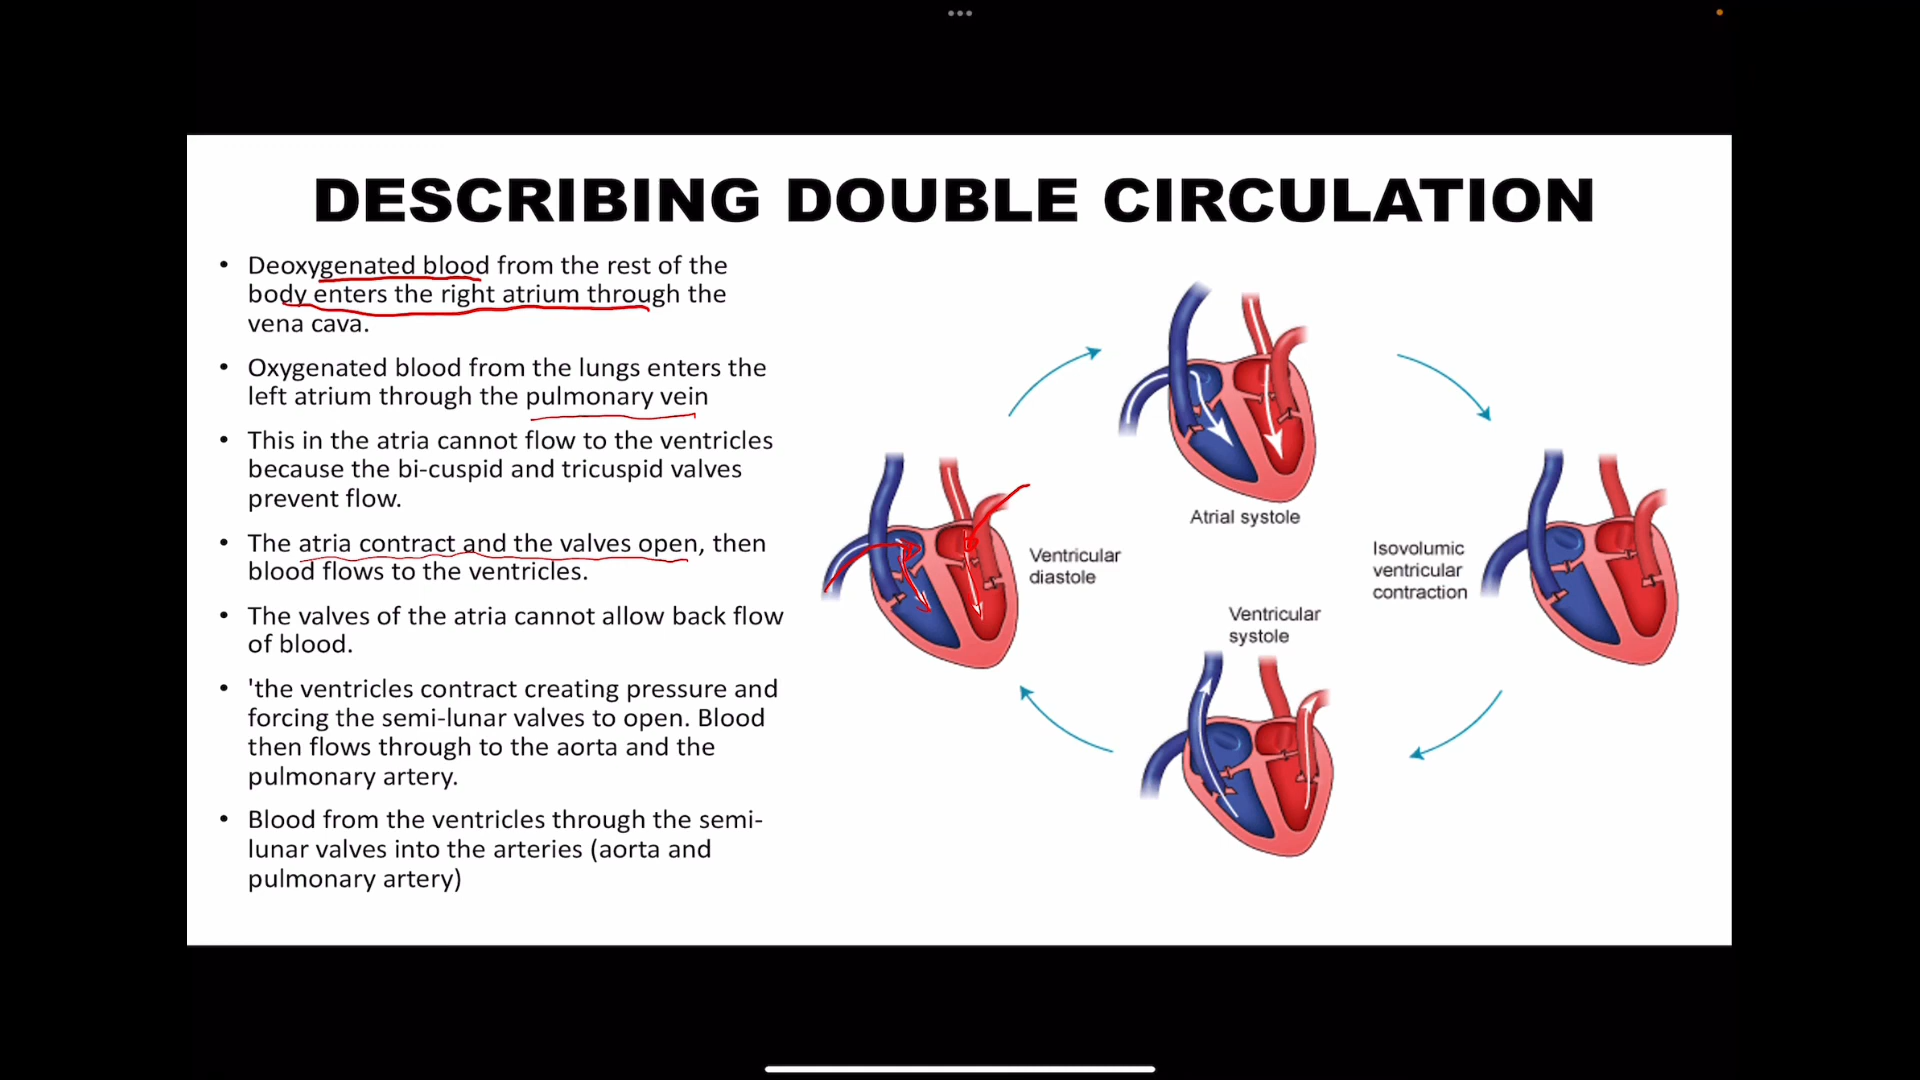 DESCRIBING DOUBLE CIRCULATION
• Deoxygenated blood from the rest of the
body enters the right atrium through the
vena cava.
• Oxygenated blood from the lungs enters the
left atrium through the pulmonary vein
• This in the atria cannot flow to the ventricles
because the bi-cuspid and tricuspid valves
prevent flow.
• The atria contract and the valves open, then
blood flows to the ventricles.
• The valves of the atria cannot allow back flow
of blood.
• 'the ventricles contract creating pressure and
forcing the semi-lunar valves to open. Blood
then flows through to the aorta and the
pulmonary artery.
• Blood from the ventricles through the semi-
lunar valves into the arteries (aorta and
pulmonary artery)
Atrial systole
Ventricular
diastole
Isovolumic
ventricular
contraction
Ventricular
systole